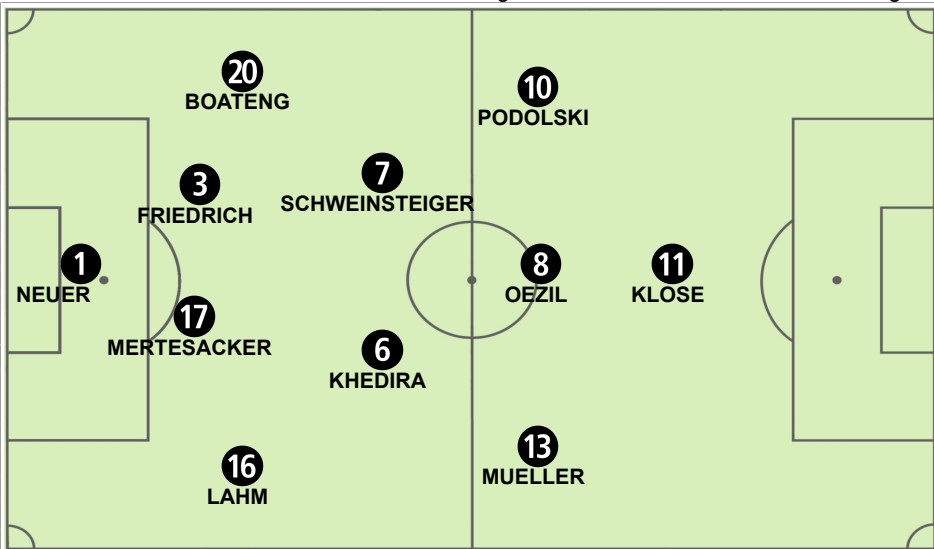 20
BOATENG
10
PODOLSKI
3
FRIEDRICH
7
SCHWEINSTEIGER
1
NEUER
8
OEZIL
11
KLOSE
17
MERTESACKER
6
KHEDIRA
16
LAHM
13
MUELLER